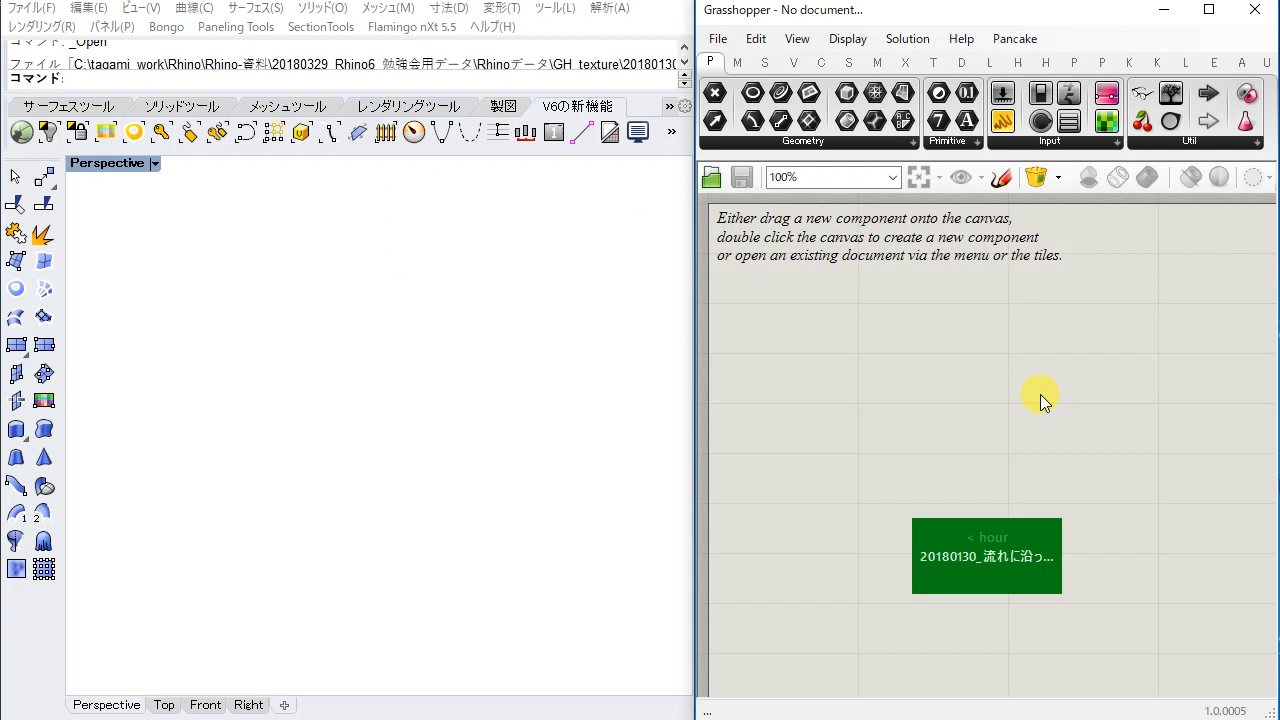 ファイル(F) 編集(E) ビュー(V) 曲線(C) サーフェス(S) ソリッド(O) メッシュ(M) 寸法(D) 変形(T) ツール(L) 解析(A)
レンダリング(R) パネル(P) Bongo Paneling Tools SectionTools Flamingo nXt 5.5 ヘルプ(H)
コマンド: _Open
ファイル「C:\tagami_work\Rhino\Rhino-資料\20180329_Rhino6_勉強会用データ\Rhinoデータ\GH_texture\20180130
コマンド:
サーフェスツール ソリッドツール メッシュツール レンダリングツール 製図 V6の新機能 »
»
Perspective
1 2
Perspective Top Front Right
Grasshopper - No document...
File Edit View Display Solution Help Pancake
P M S V C S M X T D L H H P P K K L E A U
0.1
7 A
Geometry Primitive Input Util
100%
Either drag a new component onto the canvas,
double click the canvas to create a new component
or open an existing document via the menu or the tiles.
< hour
20180130_流れに沿っ...
... 1.0.0005